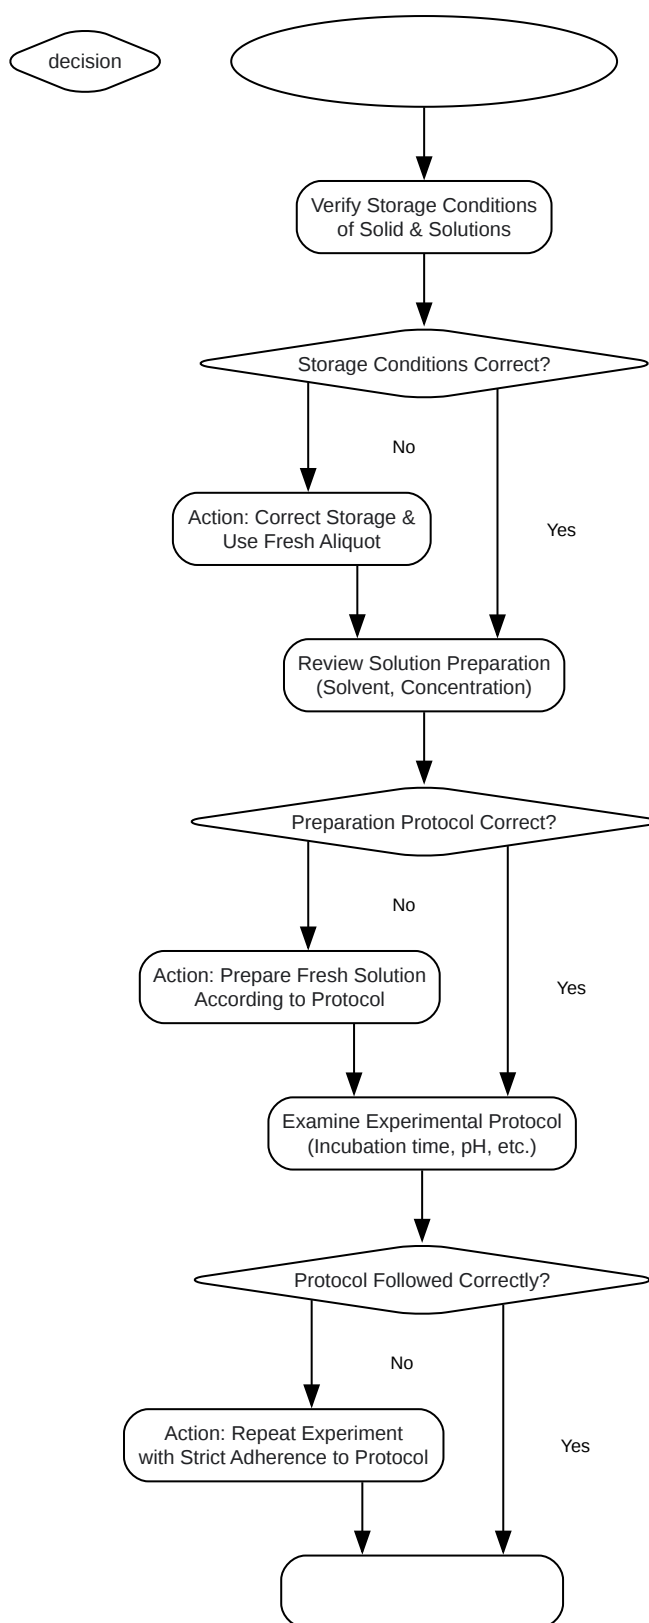 decision
Verify Storage Conditions
of Solid & Solutions
Storage Conditions Correct?
No
Action: Correct Storage &
Use Fresh Aliquot
Yes
Review Solution Preparation
(Solvent, Concentration)
Preparation Protocol Correct?
No
Action: Prepare Fresh Solution
According to Protocol
Yes
Examine Experimental Protocol
(Incubation time, pH, etc.)
Protocol Followed Correctly?
No
Action: Repeat Experiment
with Strict Adherence to Protocol
Yes